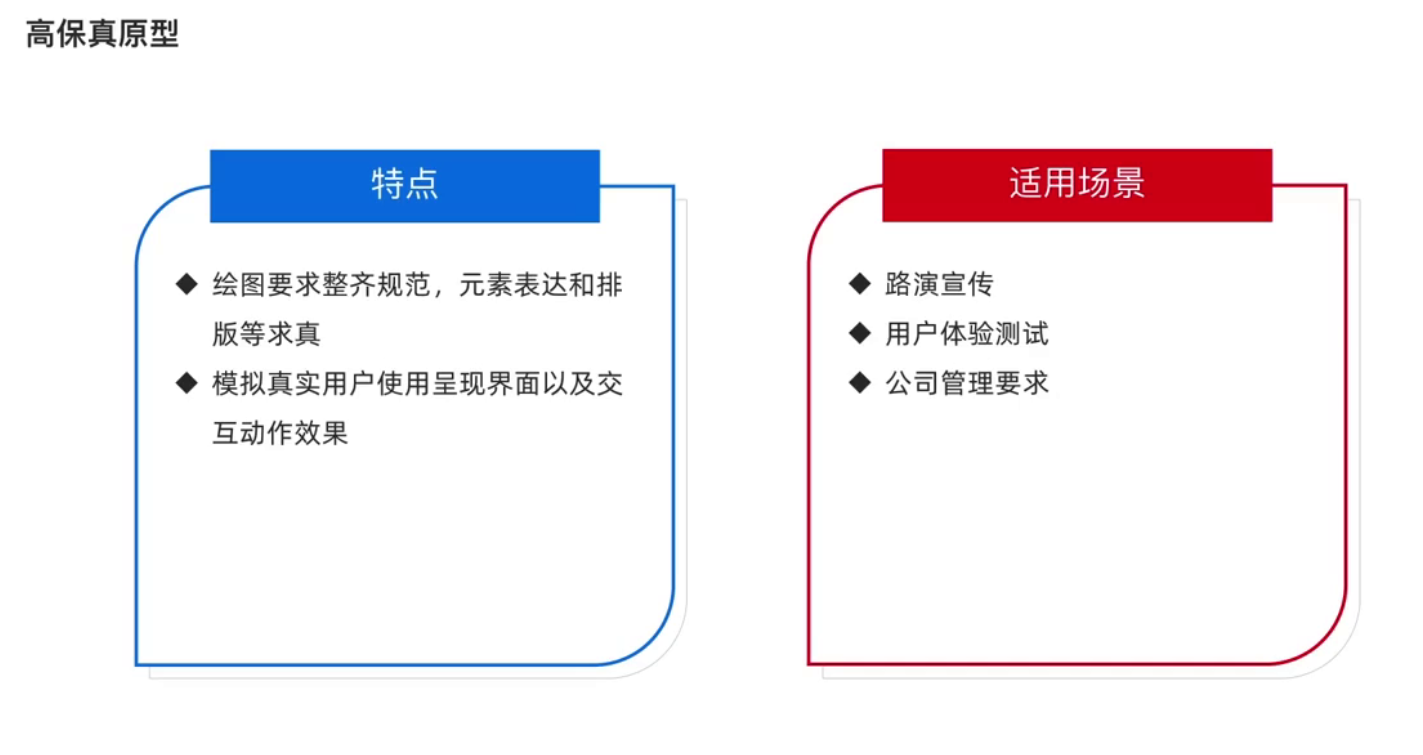 高保真原型
特点
◆ 绘图要求整齐规范，元素表达和排
版等求真
◆ 模拟真实用户使用呈现界面以及交
互动作效果
适用场景
◆ 路演宣传
◆ 用户体验测试
◆ 公司管理要求